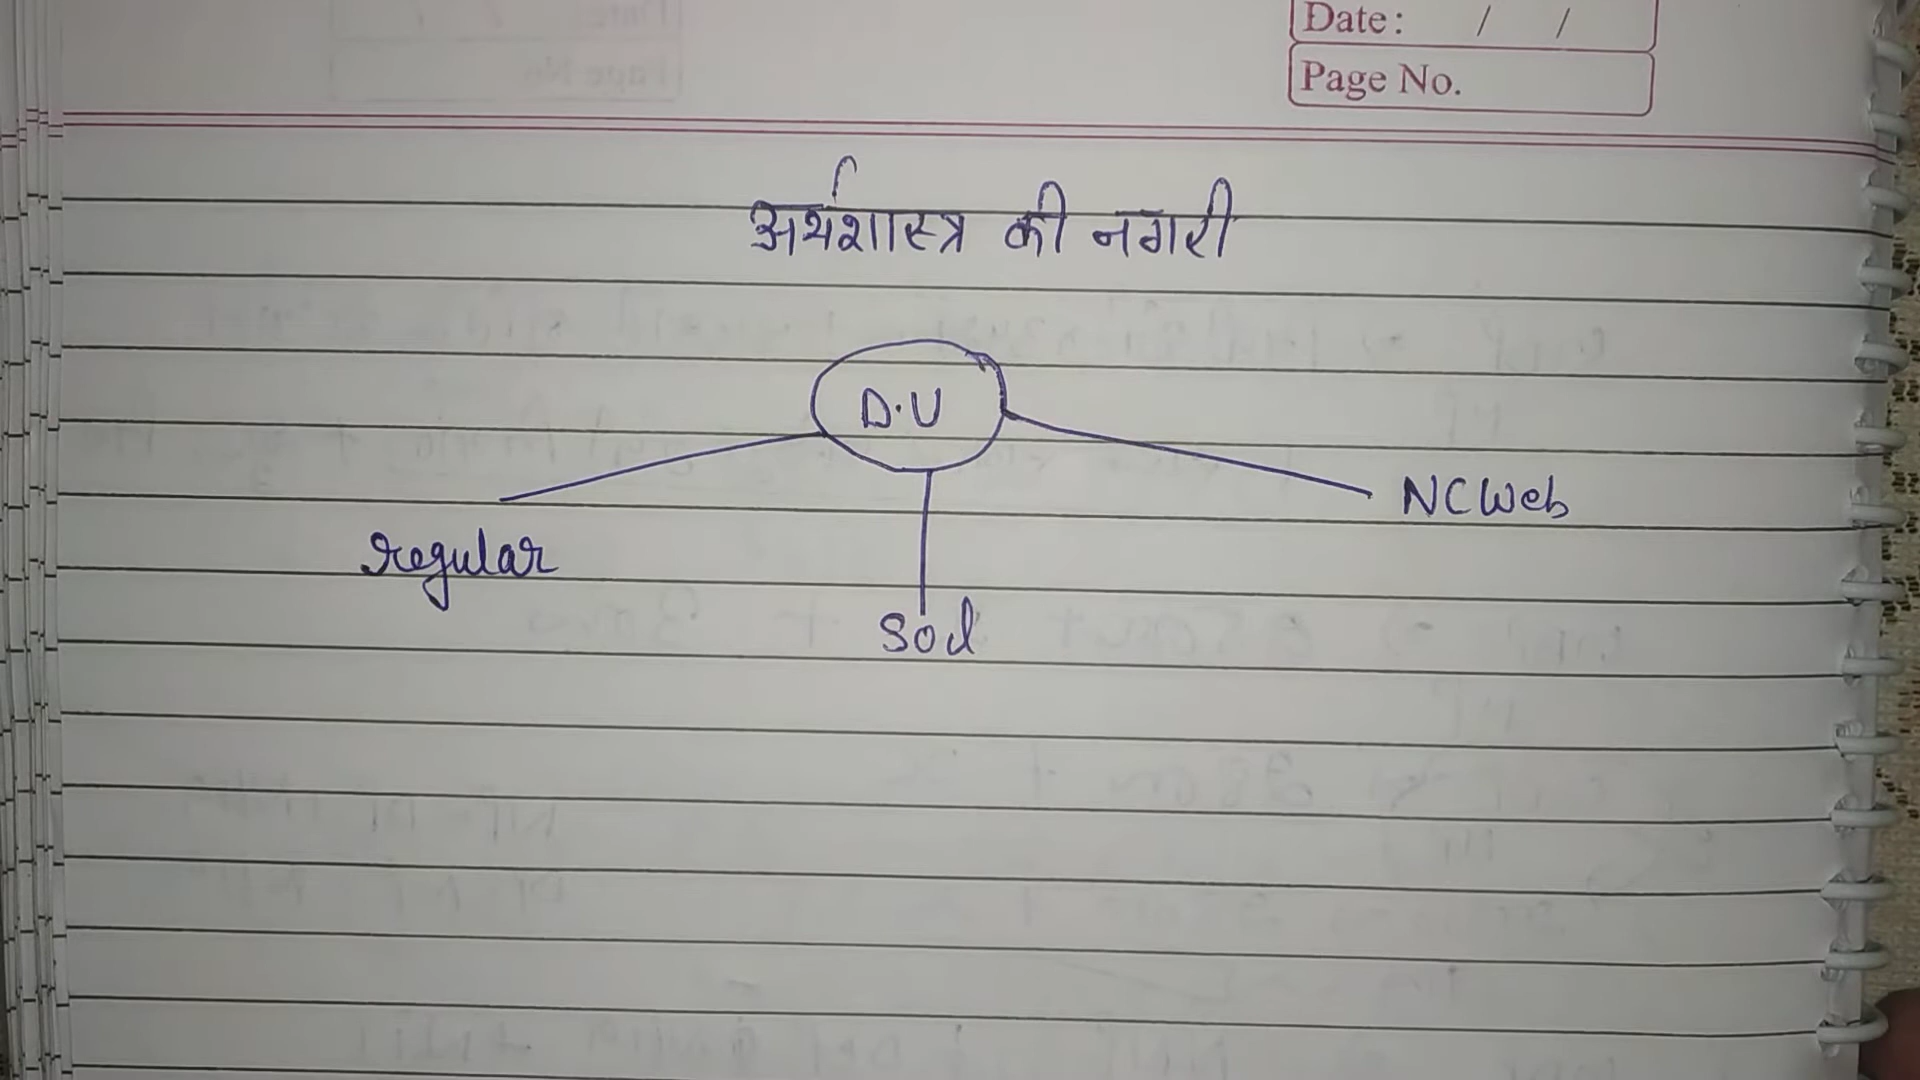 Date: / /
Page No.
अर्थशास्त्र की नगरी
D.U
NCWeb
regular
Sol